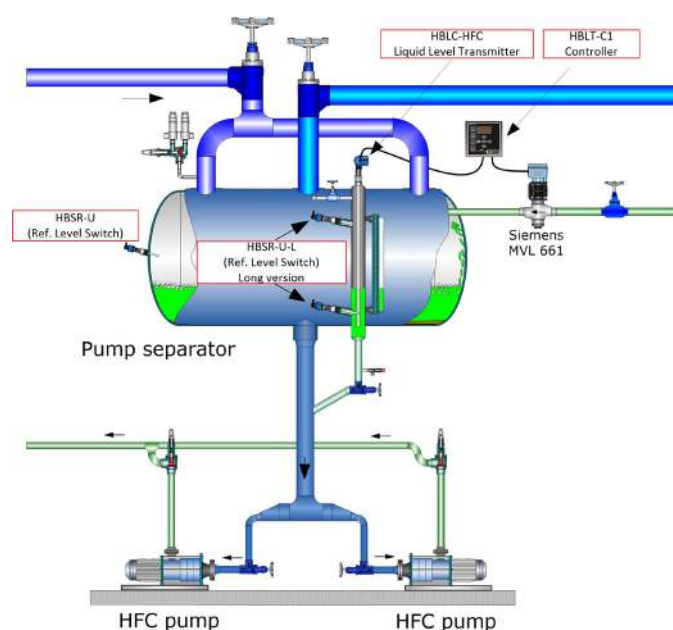 HBLC-HFC
Liquid Level Transmitter
HBLT-C1
Controller
HBSR-U
(Ref. Level Switch)
HBSR-U-L
(Ref. Level Switch)
Long version
Siemens
MVL 661
Pump separator
HFC pump
HFC pump